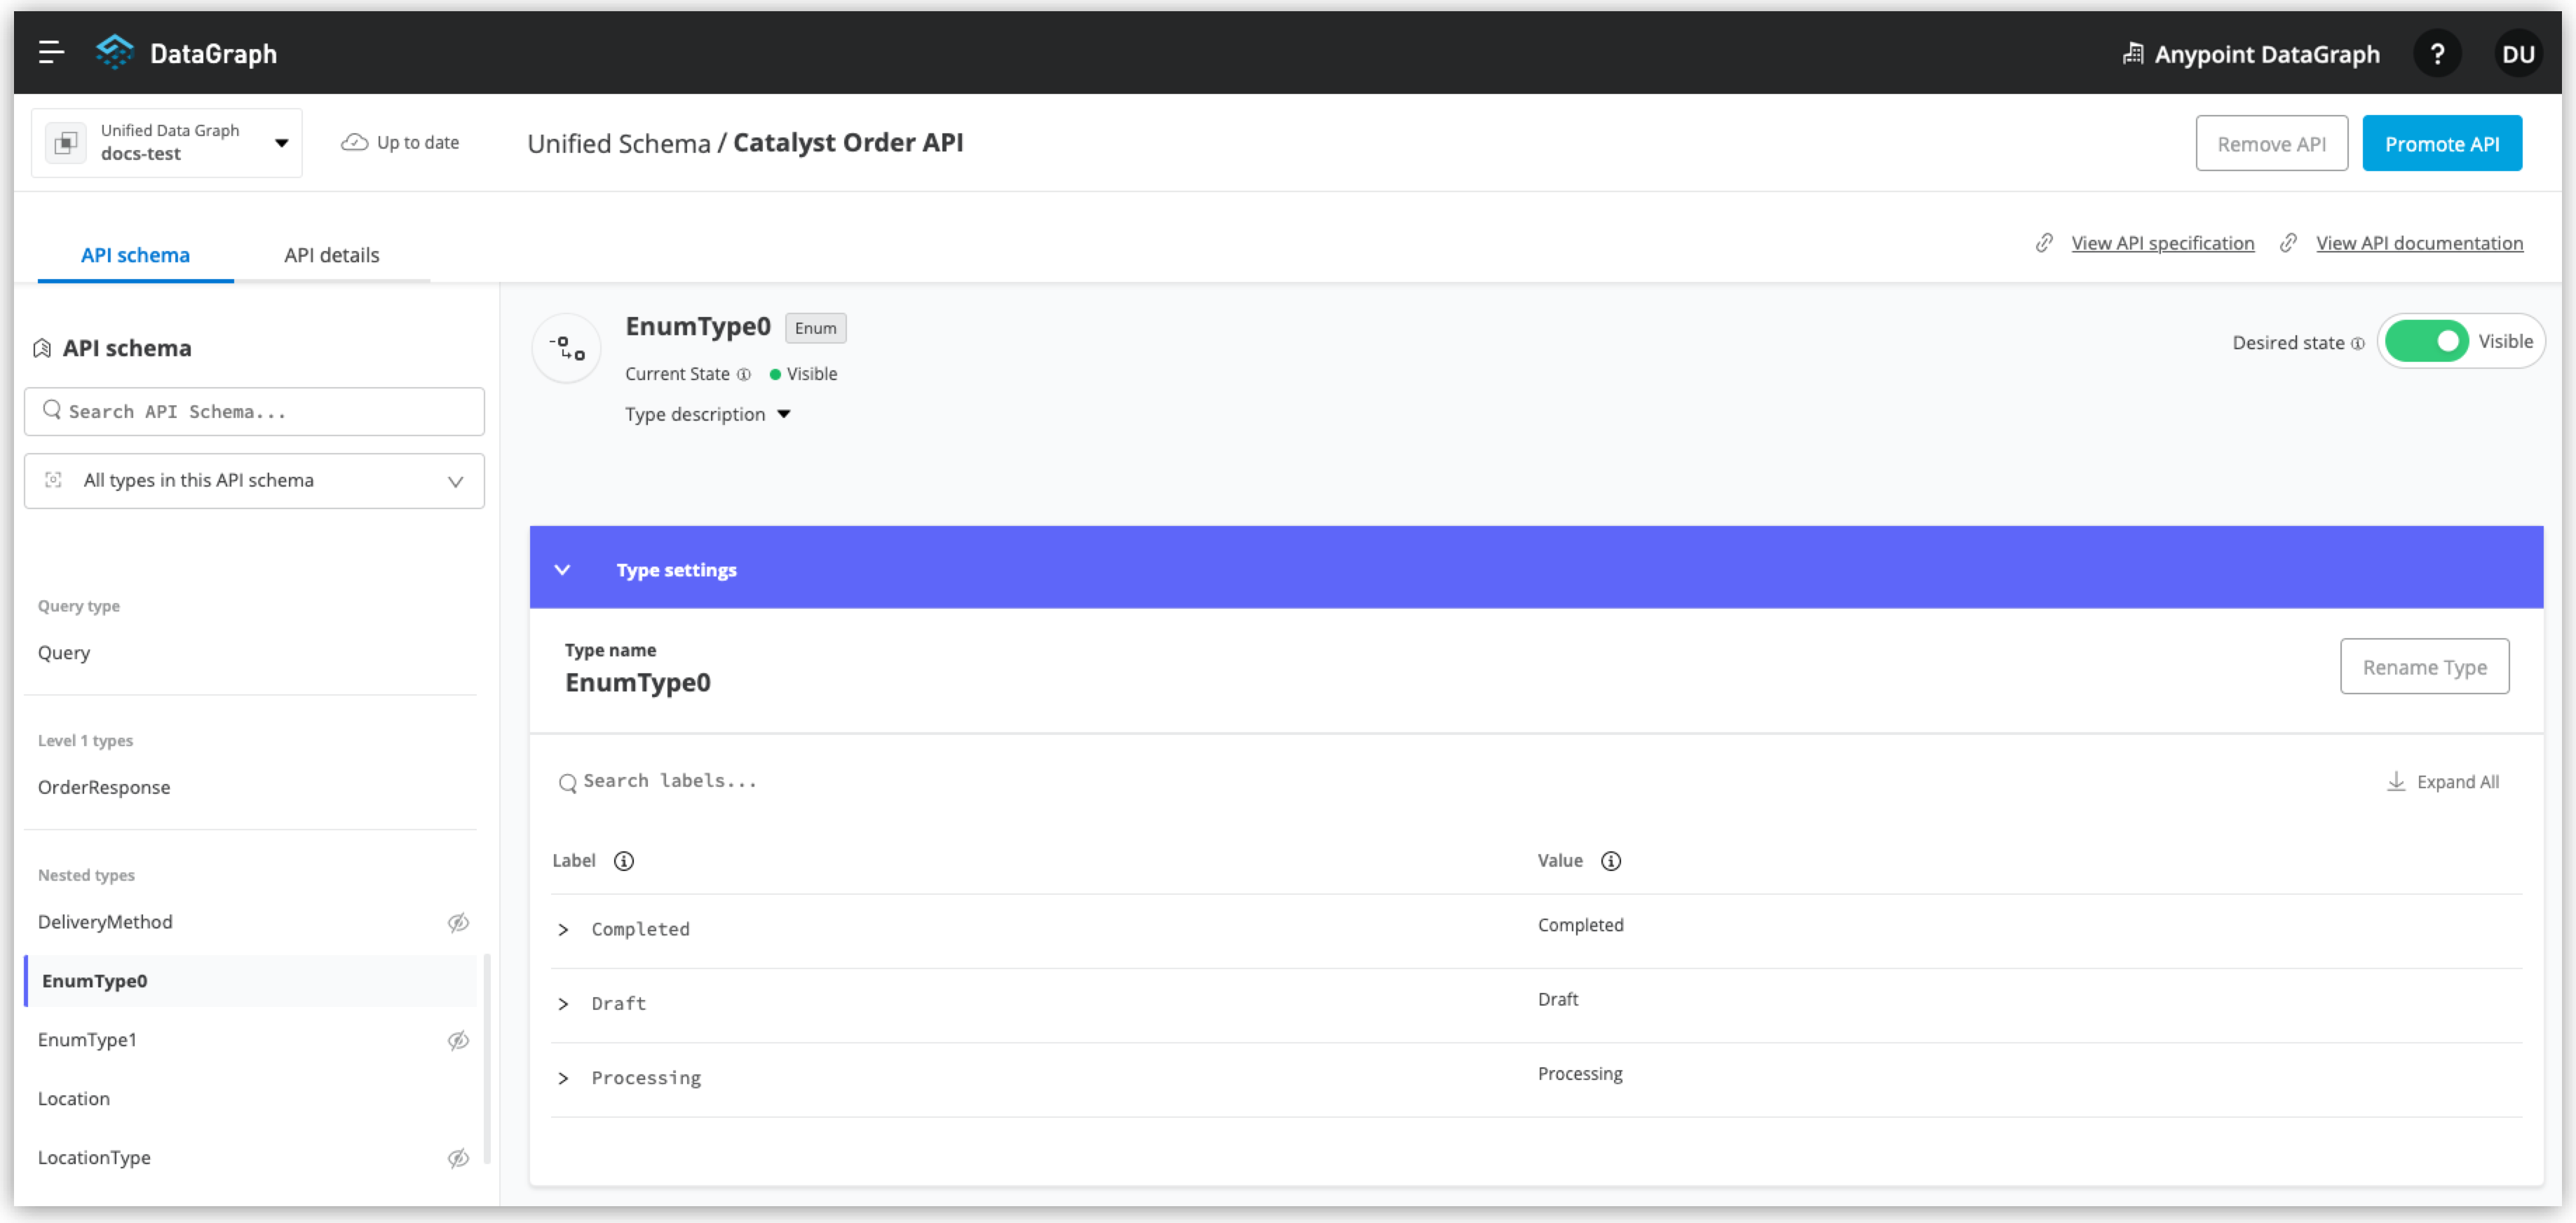 DataGraph
Anypoint DataGraph
?
DU
Unified Data Graph
docs-test
Up to date
Unified Schema / Catalyst Order API
Remove API
Promote API
API schema
API details
View API specification
View API documentation
API schema
Search API Schema...
All types in this API schema
Query type
Query
Level 1 types
OrderResponse
Nested types
DeliveryMethod
EnumType0
EnumType1
Location
LocationType
EnumType0
Enum
Current State
Visible
Type description
Desired state
Visible
Type settings
Type name
EnumType0
Rename Type
Search labels...
Expand All
Label
Value
Completed
Completed
Draft
Draft
Processing
Processing